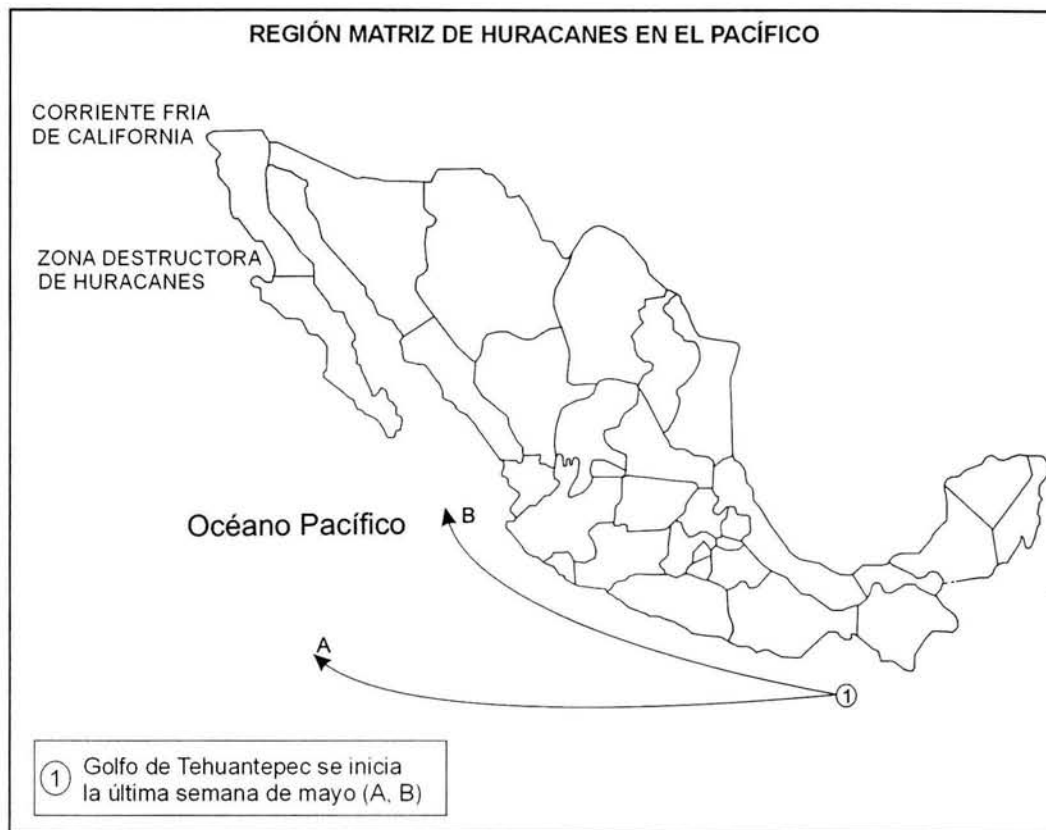 REGIÓN MATRIZ DE HURACANES EN EL PACÍFICO
CORRIENTE FRIA
DE CALIFORNIA
ZONA DESTRUCTORA
DE HURACANES
B
Océano Pacífico
A
1
1 Golfo de Tehuantepec se inicia
la última semana de mayo (A, B)